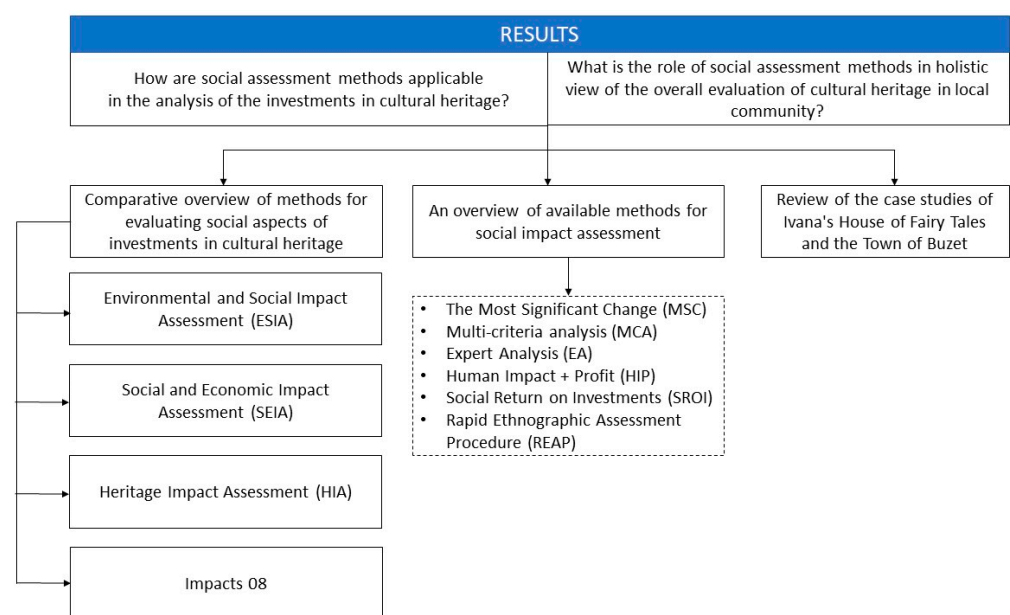 RESULTS
How are social assessment methods applicable
in the analysis of the investments in cultural heritage?
What is the role of social assessment methods in holistic
view of the overall evaluation of cultural heritage in local
community?
Comparative overview of methods for
evaluating social aspects of
investments in cultural heritage
An overview of available methods for
social impact assessment
Review of the case studies of
Ivana's House of Fairy Tales
and the Town of Buzet
Environmental and Social Impact
Assessment (ESIA)
Social and Economic Impact
Assessment (SEIA)
Heritage Impact Assessment (HIA)
Impacts 08
• The Most Significant Change (MSC)
• Multi-criteria analysis (MCA)
• Expert Analysis (EA)
• Human Impact + Profit (HIP)
• Social Return on Investments (SROI)
• Rapid Ethnographic Assessment
Procedure (REAP)